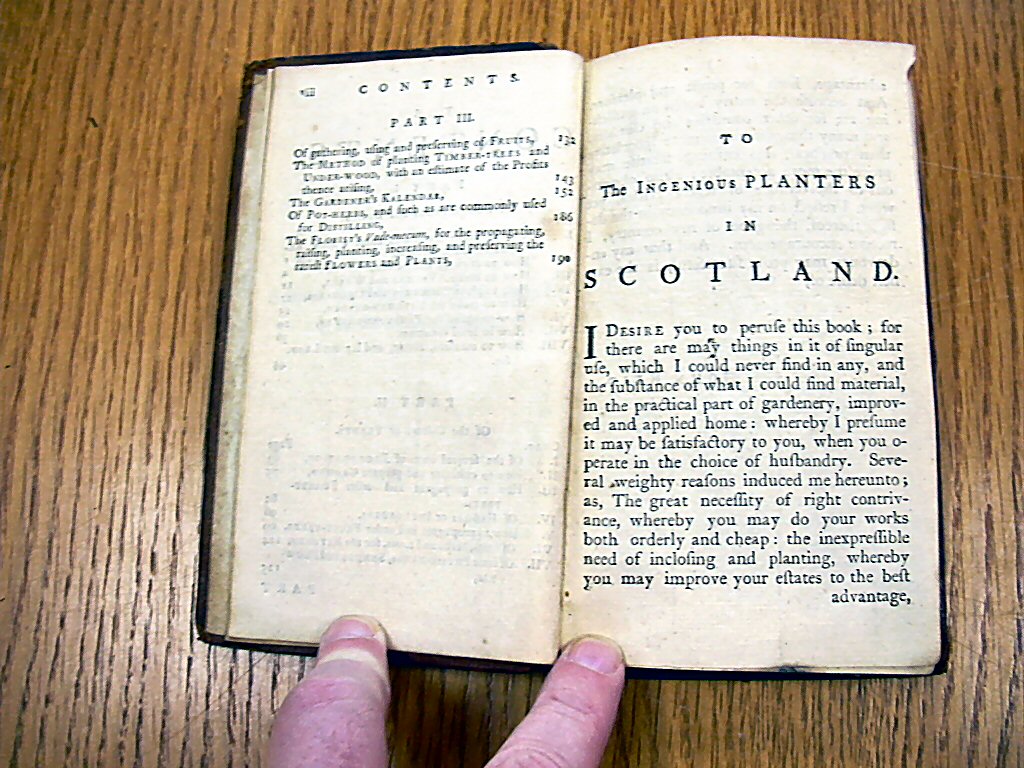 viii CONTENTS.
PART III.
Of gathering, using and preserving of FRUITS, 132
The METHOD of planting TIMBER-TREES and
UNDER-WOOD, with an estimate of the Profits
thence arising, 143
The GARDENER'S KALENDAR, 152
Of POT-HERBS, and such as are commonly used
for DISTILLING, 186
The FLORIST'S Vade-mecum, for the propagating,
raising, planting, increasing, and preserving the
rarest FLOWERS and PLANTS, 190
TO
The INGENIOUS PLANTERS
IN
SCOTLAND.
I DESIRE you to peruſe this book; for
there are may things in it of ſingular
uſe, which I could never find in any, and
the ſubſtance of what I could find material,
in the practical part of gardenery, improv-
ed and applied home: whereby I preſume
it may be ſatisfactory to you, when you o-
perate in the choice of huſbandry. Seve-
ral weighty reaſons induced me hereunto;
as, The great neceſſity of right contriv-
ance, whereby you may do your works
both orderly and cheap: the inexpreſſible
need of incloſing and planting, whereby
you may improve your eſtates to the beſt
advantage,